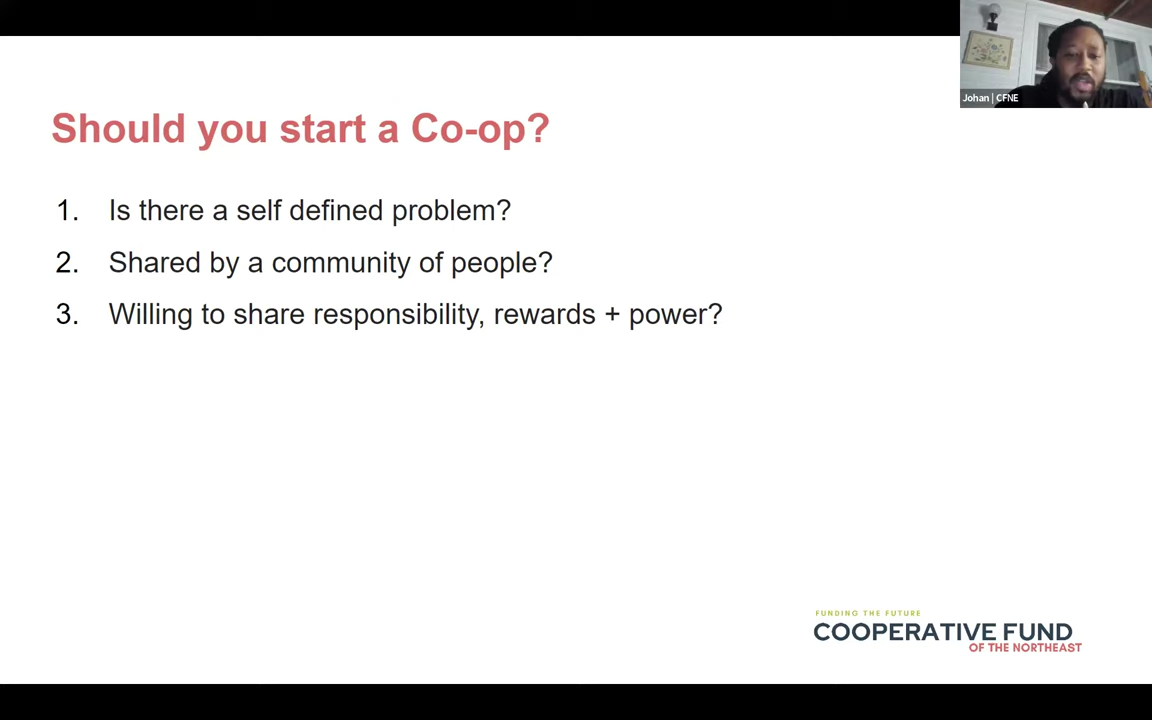 Johan | CFNE
Should you start a Co-op?
1. Is there a self defined problem?
2. Shared by a community of people?
3. Willing to share responsibility, rewards + power?
FUNDING THE FUTURE
COOPERATIVE FUND
OF THE NORTHEAST